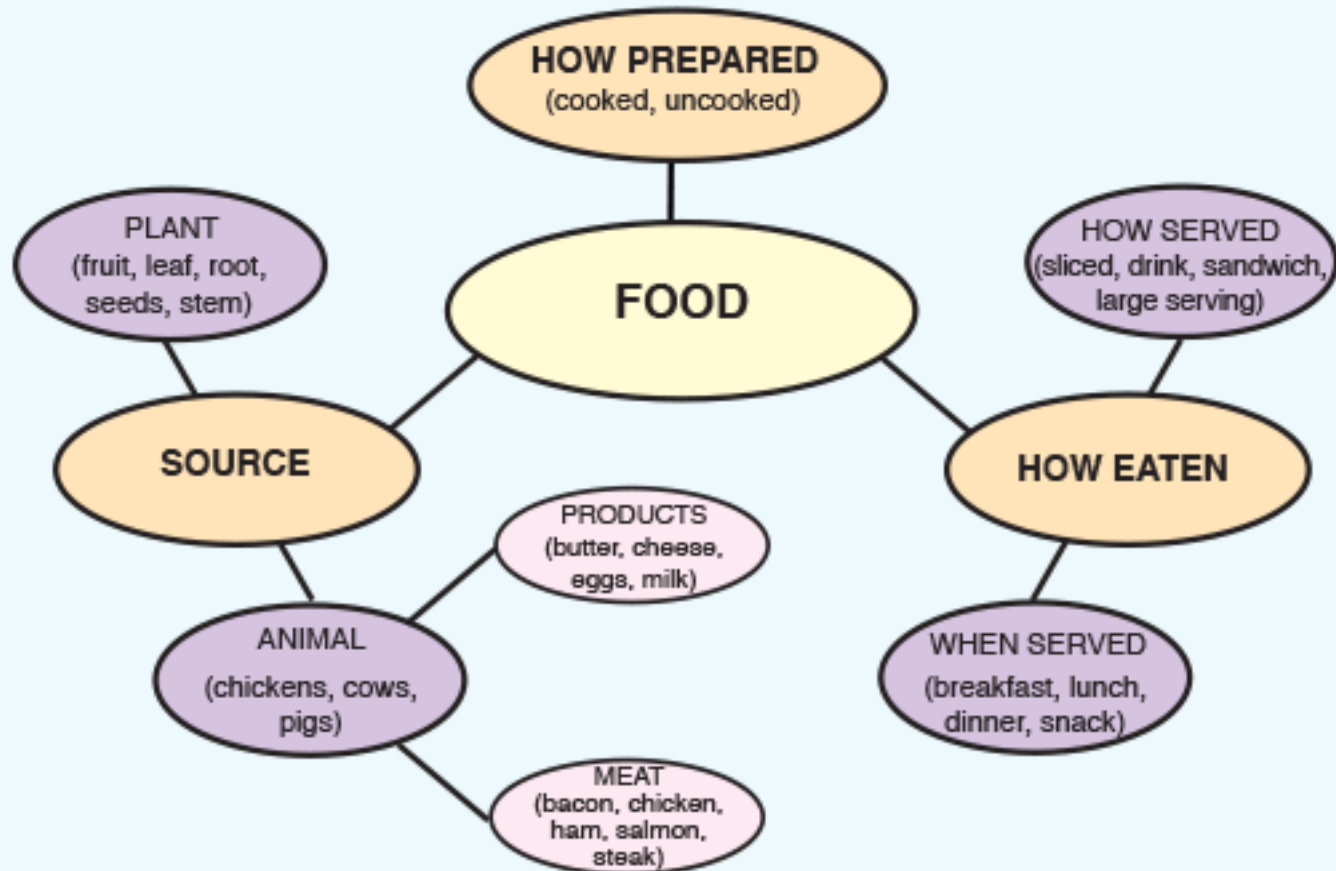 HOW PREPARED
(cooked, uncooked)
PLANT
(fruit, leaf, root,
seeds, stem)
FOOD
HOW SERVED
(sliced, drink, sandwich,
large serving)
SOURCE
HOW EATEN
PRODUCTS
(butter, cheese,
eggs, milk)
ANIMAL
(chickens, cows,
pigs)
WHEN SERVED
(breakfast, lunch,
dinner, snack)
MEAT
(bacon, chicken,
ham, salmon,
steak)